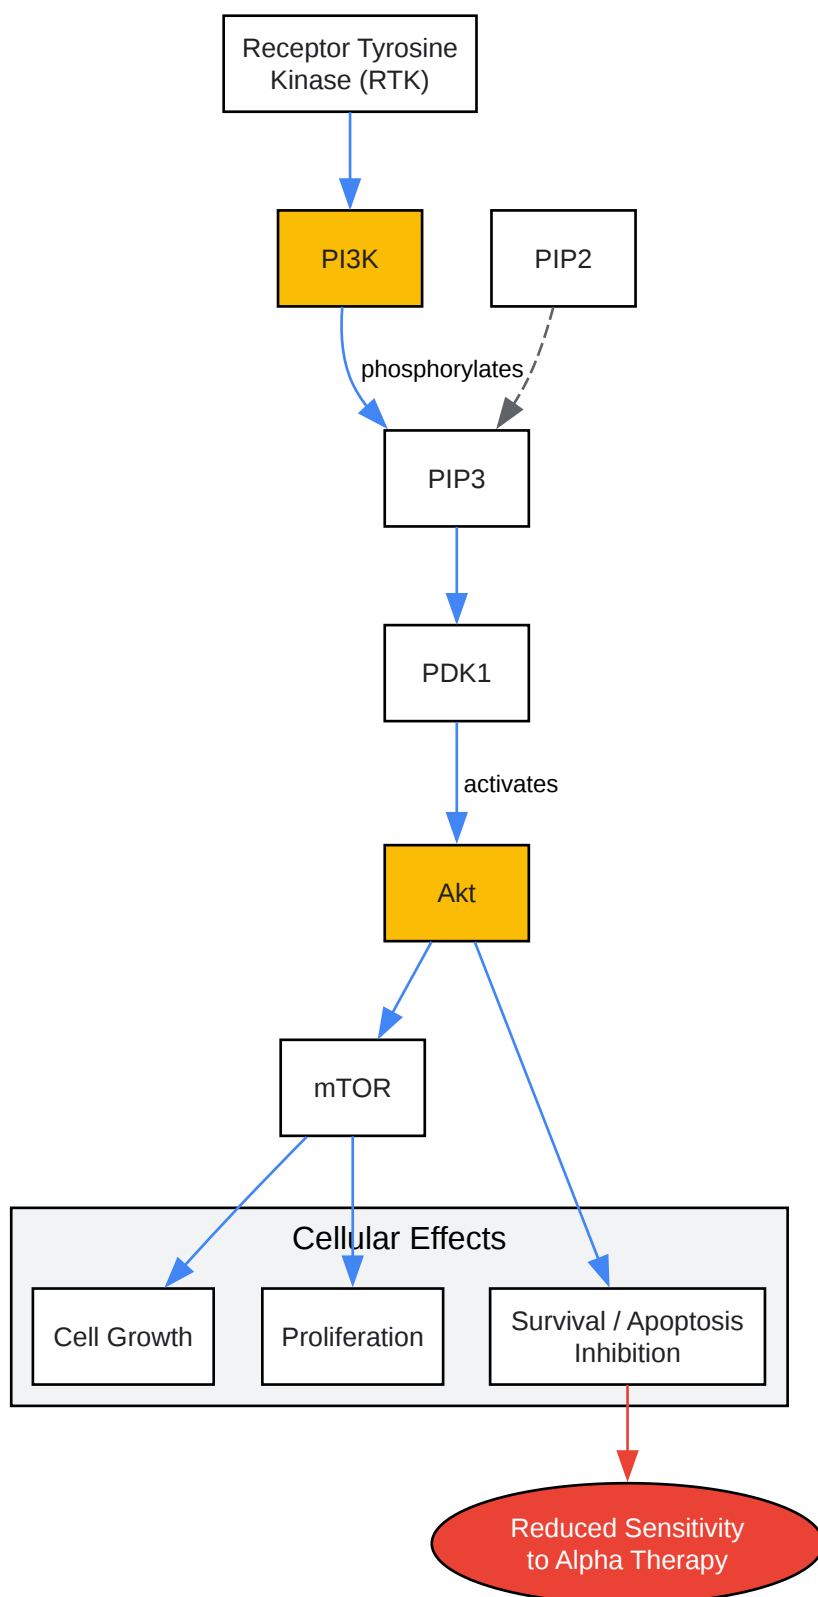 Receptor Tyrosine
Kinase (RTK)
PI3K
PIP2
phosphorylates
PIP3
PDK1
activates
Akt
mTOR
Cellular Effects
Cell Growth
Proliferation
Survival / Apoptosis
Inhibition
Reduced Sensitivity
to Alpha Therapy